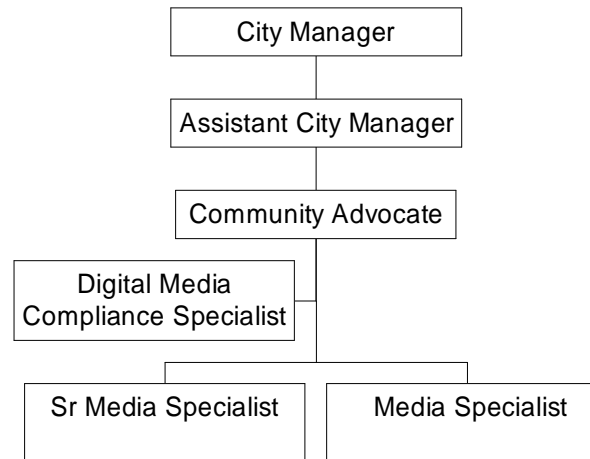 City Manager
Assistant City Manager
Community Advocate
Digital Media
Compliance Specialist
Sr Media Specialist
Media Specialist